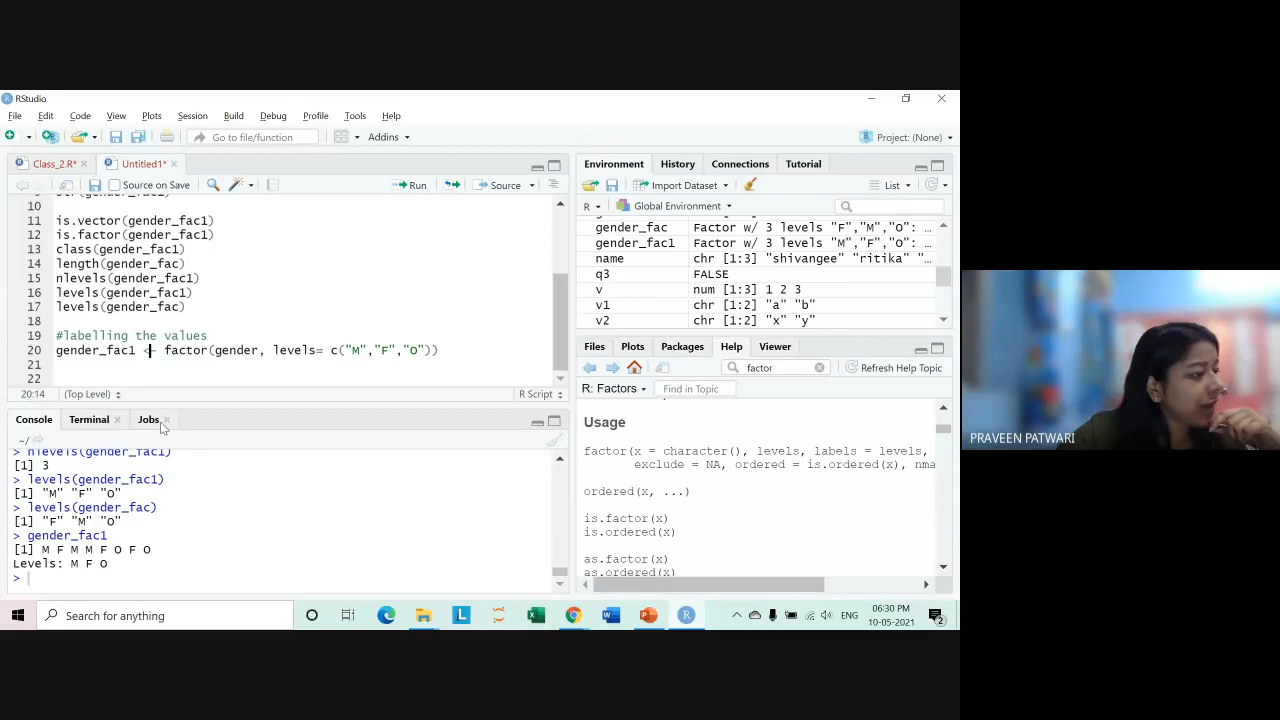 RStudio
File Edit Code View Plots Session Build Debug Profile Tools Help
Go to file/function Addins Project: (None)
Class_2.R* Untitled1*
Source on Save Run Source
10
11 is.vector(gender_fac1)
12 is.factor(gender_fac1)
13 class(gender_fac1)
14 length(gender_fac)
15 nlevels(gender_fac1)
16 levels(gender_fac1)
17 levels(gender_fac)
18
19 #labelling the values
20 gender_fac1 <- factor(gender, levels= c("M","F","O"))
21
22
20:14 (Top Level) R Script
Console Terminal Jobs
~/
> nlevels(gender_fac1)
[1] 3
> levels(gender_fac1)
[1] "M" "F" "O"
> levels(gender_fac)
[1] "F" "M" "O"
> gender_fac1
[1] M F M M F O F O
Levels: M F O
>
Environment History Connections Tutorial
Import Dataset List
R Global Environment
gender_fac Factor w/ 3 levels "F","M","O": …
gender_fac1 Factor w/ 3 levels "M","F","O": …
name chr [1:3] "shivangee" "ritika" "…
q3 FALSE
v num [1:3] 1 2 3
v1 chr [1:2] "a" "b"
v2 chr [1:2] "x" "y"
Files Plots Packages Help Viewer
factor Refresh Help Topic
R: Factors Find in Topic
Usage
factor(x = character(), levels, labels = levels,
exclude = NA, ordered = is.ordered(x), nma
ordered(x, ...)
is.factor(x)
is.ordered(x)
as.factor(x)
as.ordered(x)
PRAVEEN PATWARI
Search for anything
ENG
06:30 PM
10-05-2021
2